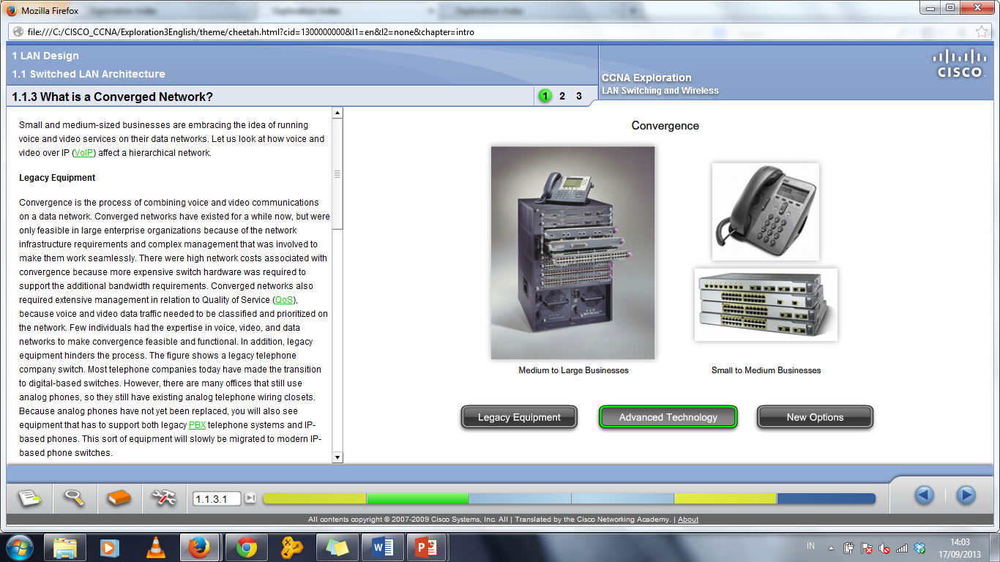 Mozilla Firefox
Exploration Index
Exploration Index
Exploration Index
file:///C:/CISCO_CCNA/Exploration3English/theme/cheetah.html?cid=1300000000&l1=en&l2=none&chapter=intro
1 LAN Design
1.1 Switched LAN Architecture
CCNA Exploration
LAN Switching and Wireless
CISCO
1.1.3 What is a Converged Network?
1 2 3
Small and medium-sized businesses are embracing the idea of running
voice and video services on their data networks. Let us look at how voice and
video over IP (VoIP) affect a hierarchical network.
Legacy Equipment
Convergence is the process of combining voice and video communications
on a data network. Converged networks have existed for a while now, but were
only feasible in large enterprise organizations because of the network
infrastructure requirements and complex management that was involved to
make them work seamlessly. There were high network costs associated with
convergence because more expensive switch hardware was required to
support the additional bandwidth requirements. Converged networks also
required extensive management in relation to Quality of Service (QoS),
because voice and video data traffic needed to be classified and prioritized on
the network. Few individuals had the expertise in voice, video, and data
networks to make convergence feasible and functional. In addition, legacy
equipment hinders the process. The figure shows a legacy telephone
company switch. Most telephone companies today have made the transition
to digital-based switches. However, there are many offices that still use
analog phones, so they still have existing analog telephone wiring closets.
Because analog phones have not yet been replaced, you will also see
equipment that has to support both legacy PBX telephone systems and IP-
based phones. This sort of equipment will slowly be migrated to modern IP-
based phone switches.
Convergence
Medium to Large Businesses
Small to Medium Businesses
Legacy Equipment
Advanced Technology
New Options
1.1.3.1
All contents copyright © 2007-2009 Cisco Systems, Inc. All | Translated by the Cisco Networking Academy. | About
IN
14:03
17/09/2013